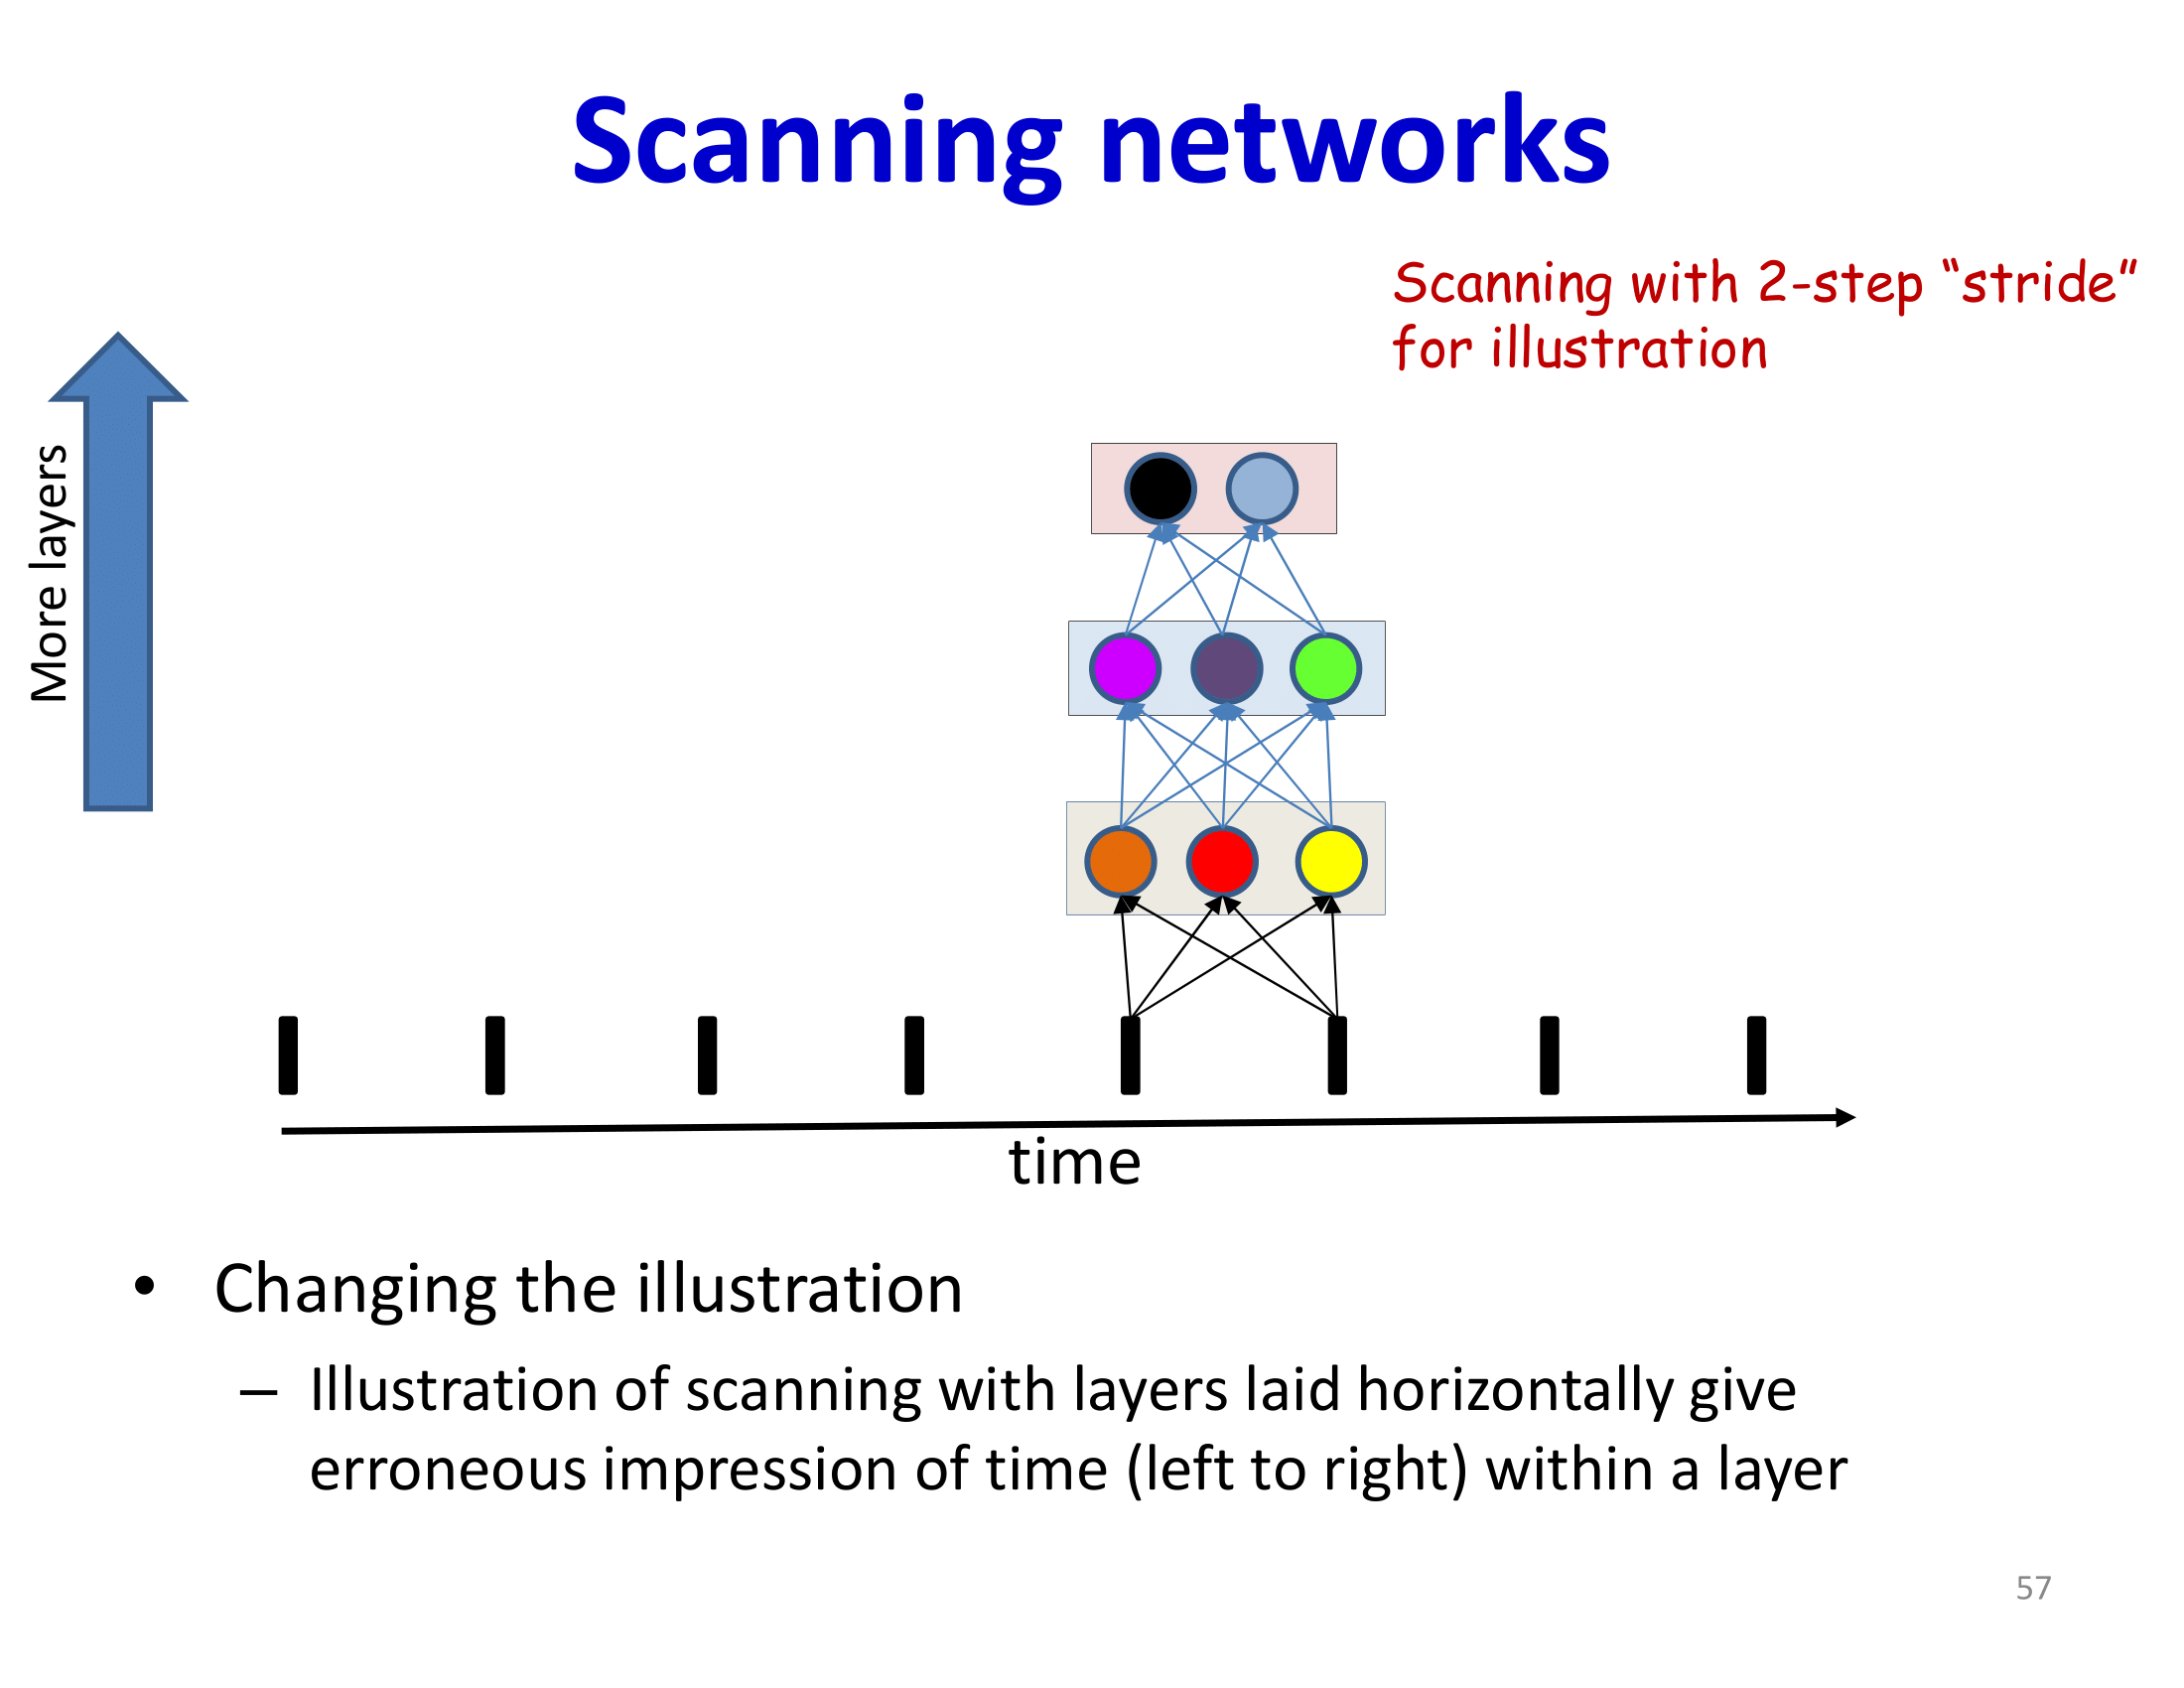 Scanning networks
Scanning with 2-step “stride“
for illustration
More layers
time
• Changing the illustration
– Illustration of scanning with layers laid horizontally give
erroneous impression of time (left to right) within a layer
57